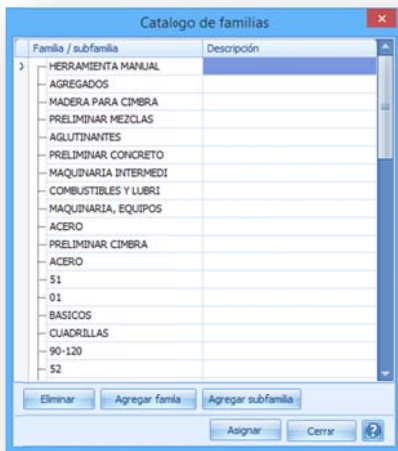 Catalogo de familias
Familia / subfamilia Descripción
HERRAMIENTA MANUAL
AGREGADOS
MADERA PARA CIMBRA
PRELIMINAR MEZCLAS
AGLUTINANTES
PRELIMINAR CONCRETO
MAQUINARIA INTERMEDI
COMBUSTIBLES Y LUBRI
MAQUINARIA, EQUIPOS
ACERO
PRELIMINAR CIMBRA
ACERO
51
01
BASICOS
CUADRILLAS
90-120
52
Eliminar Agregar famla Agregar subfamilia
Asignar Cerrar ?